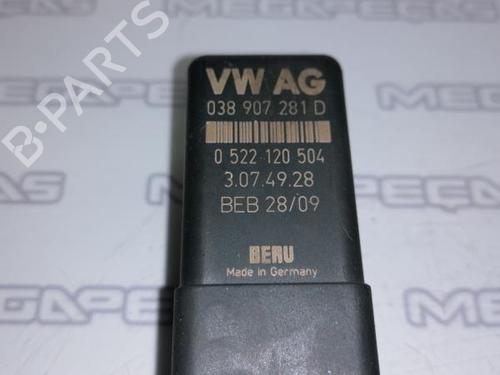 VW AG
038 907 281 D
0 522 120 504
3.07.49.28
BEB 28/09
BERU
Made in Germany
B-PARTS
MEGAPEÇAS